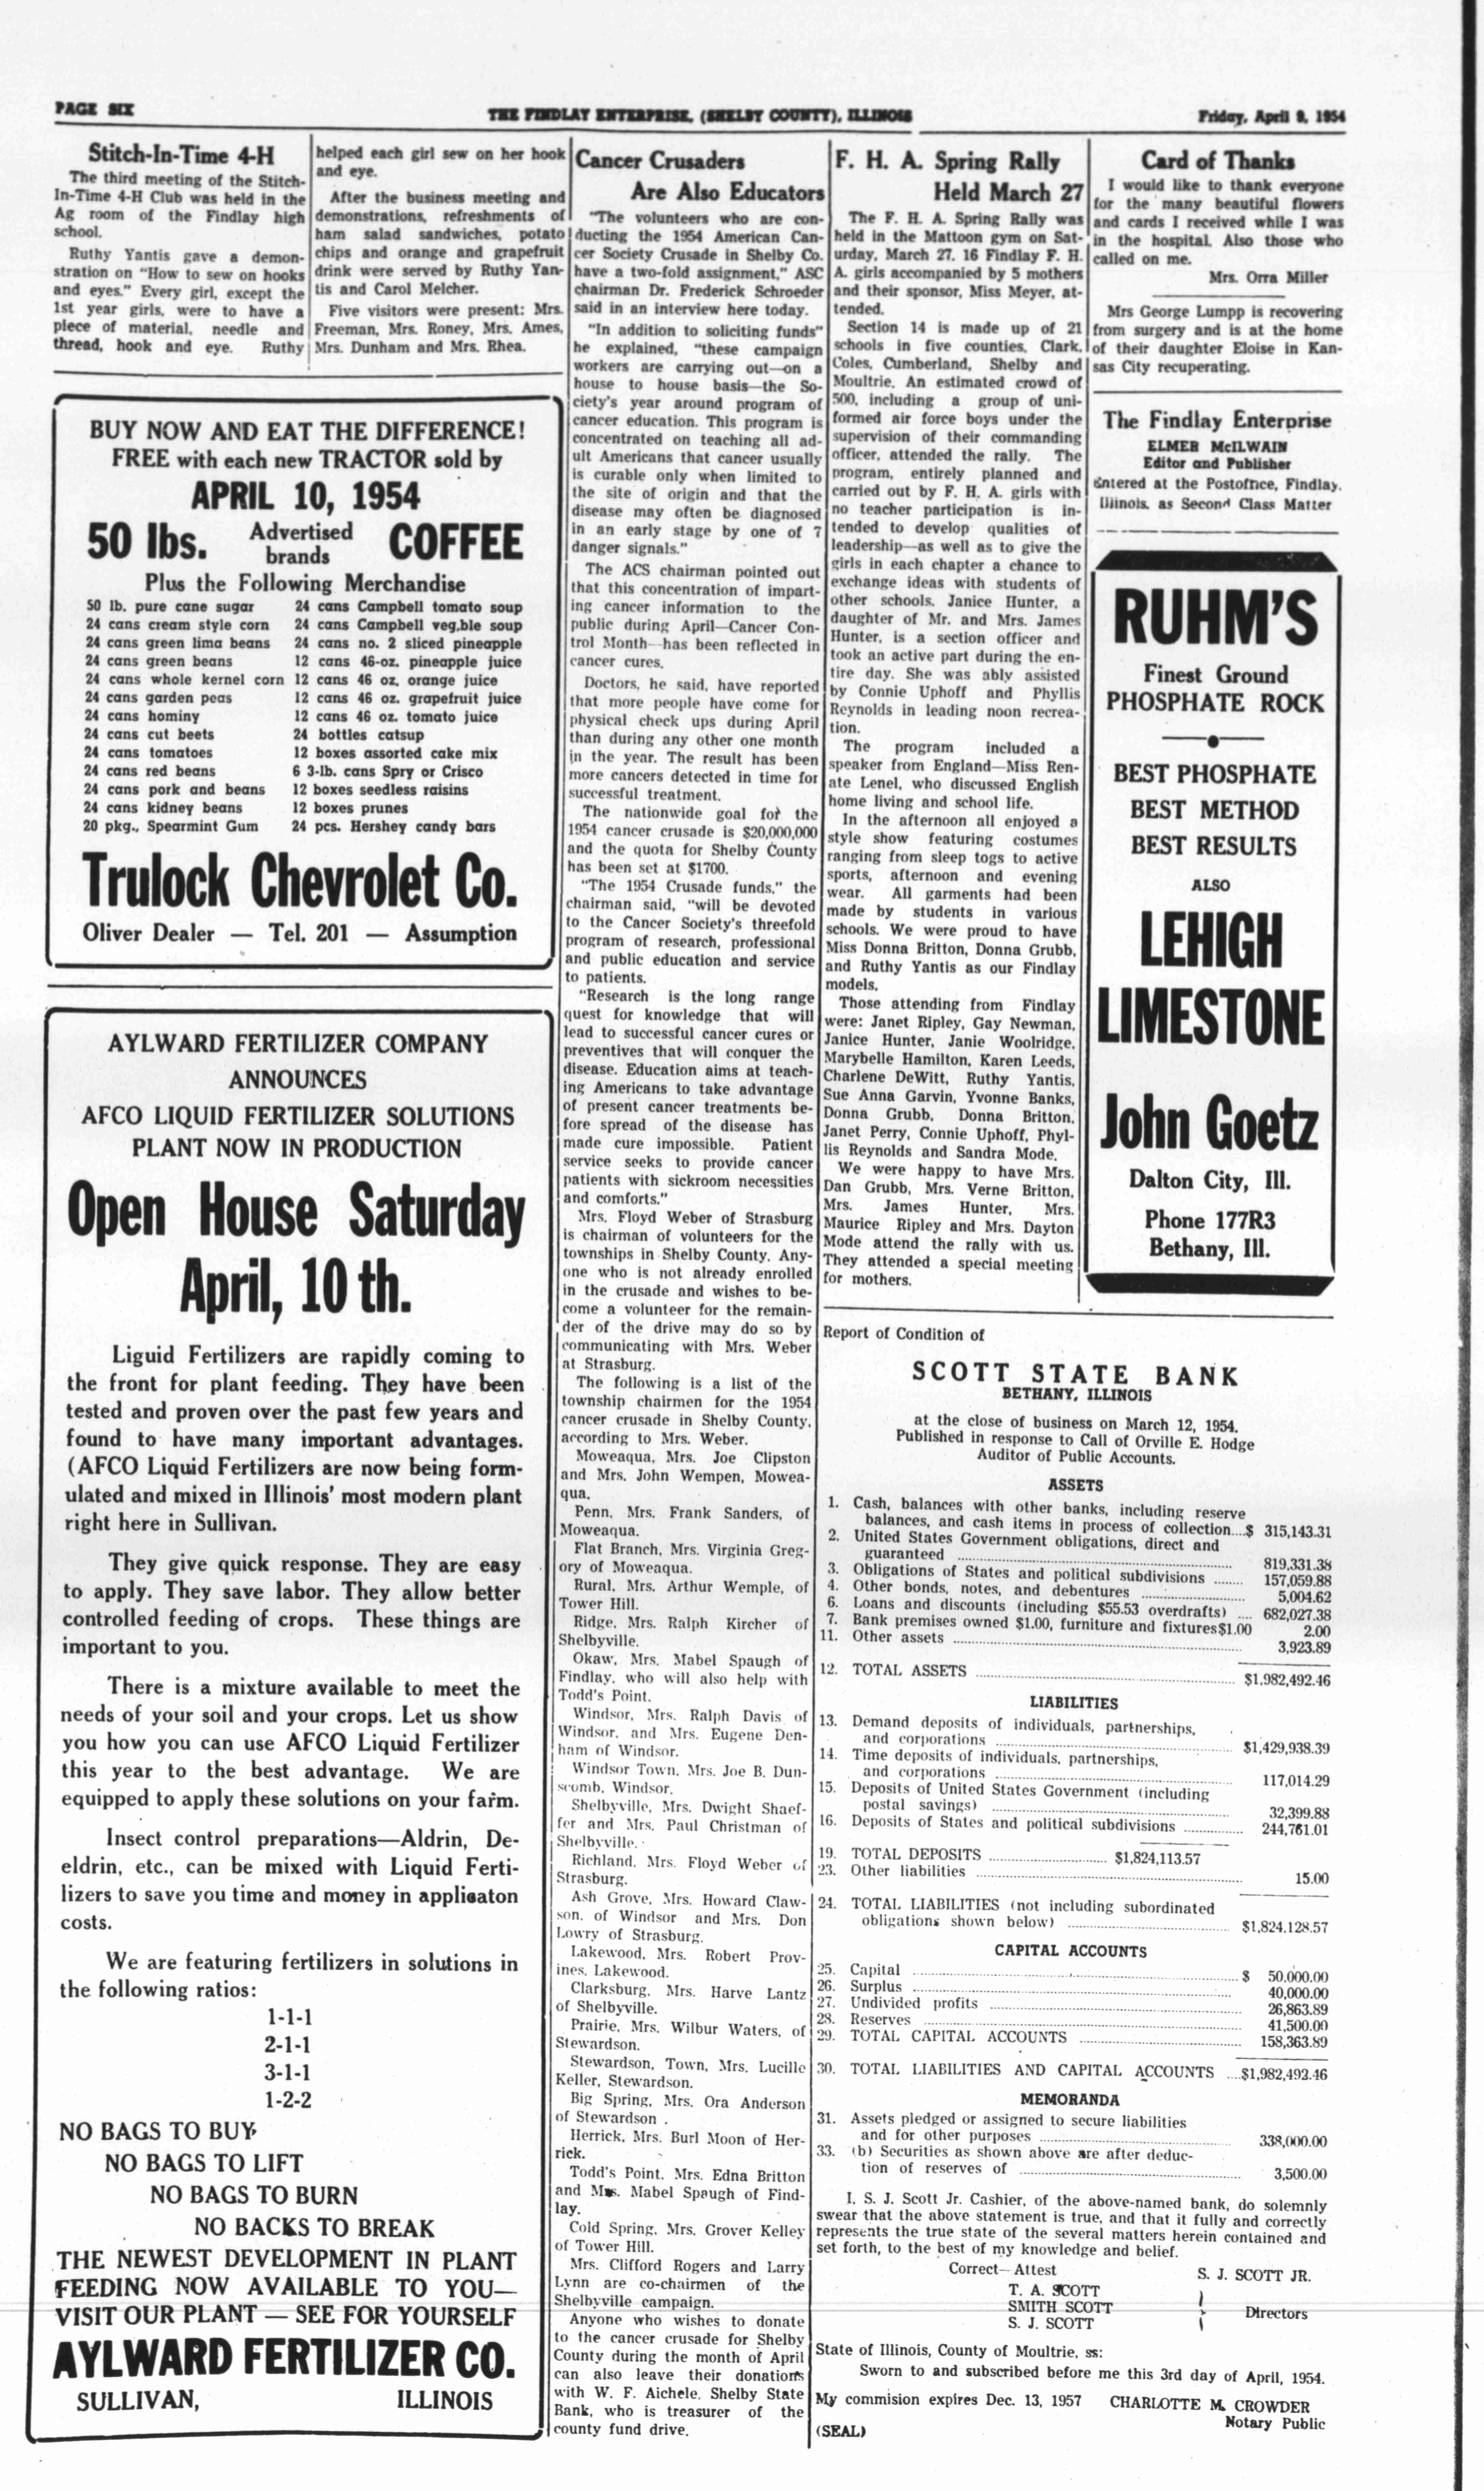 PAGE SIX
THE FINDLAY ENTERPRISE, (SHELBY COUNTY), ILLINOIS
Friday, April 9, 1954
Stitch-In-Time 4-H
The third meeting of the Stitch-
In-Time 4-H Club was held in the
Ag room of the Findlay high
school.
Ruthy Yantis gave a demon-
stration on "How to sew on hooks
and eyes." Every girl, except the
1st year girls, were to have a
piece of material, needle and
thread, hook and eye. Ruthy
helped each girl sew on her hook
and eye.
After the business meeting and
demonstrations, refreshments of
ham salad sandwiches, potato
chips and orange and grapefruit
drink were served by Ruthy Yan-
tis and Carol Melcher.
Five visitors were present: Mrs.
Freeman, Mrs. Roney, Mrs. Ames,
Mrs. Dunham and Mrs. Rhea.
BUY NOW AND EAT THE DIFFERENCE!
FREE with each new TRACTOR sold by
APRIL 10, 1954
50 lbs. Advertised brands COFFEE
Plus the Following Merchandise
50 lb. pure cane sugar
24 cans cream style corn
24 cans green lima beans
24 cans green beans
24 cans whole kernel corn
24 cans garden peas
24 cans hominy
24 cans cut beets
24 cans tomatoes
24 cans red beans
24 cans pork and beans
24 cans kidney beans
20 pkg., Spearmint Gum
24 cans Campbell tomato soup
24 cans Campbell veg.ble soup
24 cans no. 2 sliced pineapple
12 cans 46-oz. pineapple juice
12 cans 46 oz. orange juice
12 cans 46 oz. grapefruit juice
12 cans 46 oz. tomato juice
24 bottles catsup
12 boxes assorted cake mix
6 3-lb. cans Spry or Crisco
12 boxes seedless raisins
12 boxes prunes
24 pcs. Hershey candy bars
Trulock Chevrolet Co.
Oliver Dealer — Tel. 201 — Assumption
AYLWARD FERTILIZER COMPANY
ANNOUNCES
AFCO LIQUID FERTILIZER SOLUTIONS
PLANT NOW IN PRODUCTION
Open House Saturday
April, 10 th.
Liguid Fertilizers are rapidly coming to
the front for plant feeding. They have been
tested and proven over the past few years and
found to have many important advantages.
(AFCO Liquid Fertilizers are now being form-
ulated and mixed in Illinois' most modern plant
right here in Sullivan.
They give quick response. They are easy
to apply. They save labor. They allow better
controlled feeding of crops. These things are
important to you.
There is a mixture available to meet the
needs of your soil and your crops. Let us show
you how you can use AFCO Liquid Fertilizer
this year to the best advantage. We are
equipped to apply these solutions on your farm.
Insect control preparations—Aldrin, De-
eldrin, etc., can be mixed with Liquid Ferti-
lizers to save you time and money in applicaton
costs.
We are featuring fertilizers in solutions in
the following ratios:
1-1-1
2-1-1
3-1-1
1-2-2
NO BAGS TO BUY
NO BAGS TO LIFT
NO BAGS TO BURN
NO BACKS TO BREAK
THE NEWEST DEVELOPMENT IN PLANT
FEEDING NOW AVAILABLE TO YOU—
VISIT OUR PLANT — SEE FOR YOURSELF
AYLWARD FERTILIZER CO.
SULLIVAN, ILLINOIS
Cancer Crusaders
Are Also Educators
"The volunteers who are con-
ducting the 1954 American Can-
cer Society Crusade in Shelby Co.
have a two-fold assignment," ASC
chairman Dr. Frederick Schroeder
said in an interview here today.
"In addition to soliciting funds"
he explained, "these campaign
workers are carrying out—on a
house to house basis—the So-
ciety's year around program of
cancer education. This program is
concentrated on teaching all ad-
ult Americans that cancer usually
is curable only when limited to
the site of origin and that the
disease may often be diagnosed
in an early stage by one of 7
danger signals."
The ACS chairman pointed out
that this concentration of impart-
ing cancer information to the
public during April—Cancer Con-
trol Month—has been reflected in
cancer cures.
Doctors, he said, have reported
that more people have come for
physical check ups during April
than during any other one month
in the year. The result has been
more cancers detected in time for
successful treatment.
The nationwide goal for the
1954 cancer crusade is $20,000,000
and the quota for Shelby County
has been set at $1700.
"The 1954 Crusade funds," the
chairman said, "will be devoted
to the Cancer Society's threefold
program of research, professional
and public education and service
to patients.
"Research is the long range
quest for knowledge that will
lead to successful cancer cures or
preventives that will conquer the
disease. Education aims at teach-
ing Americans to take advantage
of present cancer treatments be-
fore spread of the disease has
made cure impossible. Patient
service seeks to provide cancer
patients with sickroom necessities
and comforts."
Mrs. Floyd Weber of Strasburg
is chairman of volunteers for the
townships in Shelby County. Any-
one who is not already enrolled
in the crusade and wishes to be-
come a volunteer for the remain-
der of the drive may do so by
communicating with Mrs. Weber
at Strasburg.
The following is a list of the
township chairmen for the 1954
cancer crusade in Shelby County,
according to Mrs. Weber.
Moweaqua, Mrs. Joe Clipston
and Mrs. John Wempen, Mowea-
qua.
Penn, Mrs. Frank Sanders, of
Moweaqua.
Flat Branch, Mrs. Virginia Greg-
ory of Moweaqua.
Rural, Mrs. Arthur Wemple, of
Tower Hill.
Ridge, Mrs. Ralph Kircher of
Shelbyville.
Okaw, Mrs. Mabel Spaugh of
Findlay, who will also help with
Todd's Point.
Windsor, Mrs. Ralph Davis of
Windsor, and Mrs. Eugene Den-
ham of Windsor.
Windsor Town, Mrs. Joe B. Dun-
scomb, Windsor.
Shelbyville, Mrs. Dwight Shaef-
fer and Mrs. Paul Christman of
Shelbyville.
Richland, Mrs. Floyd Weber of
Strasburg.
Ash Grove, Mrs. Howard Claw-
son, of Windsor and Mrs. Don
Lowry of Strasburg.
Lakewood, Mrs. Robert Prov-
ines, Lakewood.
Clarksburg, Mrs. Harve Lantz
of Shelbyville.
Prairie, Mrs. Wilbur Waters, of
Stewardson.
Stewardson, Town, Mrs. Lucille
Keller, Stewardson.
Big Spring, Mrs. Ora Anderson
of Stewardson .
Herrick, Mrs. Burl Moon of Her-
rick.
Todd's Point, Mrs. Edna Britton
and Mrs. Mabel Spaugh of Find-
lay.
Cold Spring, Mrs. Grover Kelley
of Tower Hill.
Mrs. Clifford Rogers and Larry
Lynn are co-chairmen of the
Shelbyville campaign.
Anyone who wishes to donate
to the cancer crusade for Shelby
County during the month of April
can also leave their donations
with W. F. Aichele, Shelby State
Bank, who is treasurer of the
county fund drive.
F. H. A. Spring Rally
Held March 27
The F. H. A. Spring Rally was
held in the Mattoon gym on Sat-
urday, March 27. 16 Findlay F. H.
A. girls accompanied by 5 mothers
and their sponsor, Miss Meyer, at-
tended.
Section 14 is made up of 21
schools in five counties, Clark,
Coles, Cumberland, Shelby and
Moultrie. An estimated crowd of
500, including a group of uni-
formed air force boys under the
supervision of their commanding
officer, attended the rally. The
program, entirely planned and
carried out by F. H. A. girls with
no teacher participation is in-
tended to develop qualities of
leadership—as well as to give the
girls in each chapter a chance to
exchange ideas with students of
other schools. Janice Hunter, a
daughter of Mr. and Mrs. James
Hunter, is a section officer and
took an active part during the en-
tire day. She was ably assisted
by Connie Uphoff and Phyllis
Reynolds in leading noon recrea-
tion.
The program included a
speaker from England—Miss Ren-
ate Lenel, who discussed English
home living and school life.
In the afternoon all enjoyed a
style show featuring costumes
ranging from sleep togs to active
sports, afternoon and evening
wear. All garments had been
made by students in various
schools. We were proud to have
Miss Donna Britton, Donna Grubb,
and Ruthy Yantis as our Findlay
models.
Those attending from Findlay
were: Janet Ripley, Gay Newman,
Janice Hunter, Janie Woolridge,
Marybelle Hamilton, Karen Leeds,
Charlene DeWitt, Ruthy Yantis,
Sue Anna Garvin, Yvonne Banks,
Donna Grubb, Donna Britton,
Janet Perry, Connie Uphoff, Phyl-
lis Reynolds and Sandra Mode.
We were happy to have Mrs.
Dan Grubb, Mrs. Verne Britton,
Mrs. James Hunter, Mrs.
Maurice Ripley and Mrs. Dayton
Mode attend the rally with us.
They attended a special meeting
for mothers.
Card of Thanks
I would like to thank everyone
for the many beautiful flowers
and cards I received while I was
in the hospital. Also those who
called on me.
Mrs. Orra Miller
Mrs George Lumpp is recovering
from surgery and is at the home
of their daughter Eloise in Kan-
sas City recuperating.
The Findlay Enterprise
ELMER McILWAIN
Editor and Publisher
Entered at the Postoffice, Findlay,
Illinois, as Second Class Matter
RUHM'S
Finest Ground
PHOSPHATE ROCK
BEST PHOSPHATE
BEST METHOD
BEST RESULTS
ALSO
LEHIGH
LIMESTONE
John Goetz
Dalton City, Ill.
Phone 177R3
Bethany, Ill.
Report of Condition of
SCOTT STATE BANK
BETHANY, ILLINOIS
at the close of business on March 12, 1954.
Published in response to Call of Orville E. Hodge
Auditor of Public Accounts.
ASSETS
1. Cash, balances with other banks, including reserve
balances, and cash items in process of collection....$ 315,143.31
2. United States Government obligations, direct and
guaranteed ........ 819,331.38
3. Obligations of States and political subdivisions ........ 157,059.88
4. Other bonds, notes, and debentures ........ 5,004.62
6. Loans and discounts (including $55.53 overdrafts) .... 682,027.38
7. Bank premises owned $1.00, furniture and fixtures$1.00 2.00
11. Other assets ........ 3,923.89
12. TOTAL ASSETS ........ $1,982,492.46
LIABILITIES
13. Demand deposits of individuals, partnerships,
and corporations ........ $1,429,938.39
14. Time deposits of individuals, partnerships,
and corporations ........ 117,014.29
15. Deposits of United States Government (including
postal savings) ........ 32,399.88
16. Deposits of States and political subdivisions ........ 244,761.01
19. TOTAL DEPOSITS ........ $1,824,113.57
23. Other liabilities ........ 15.00
24. TOTAL LIABILITIES (not including subordinated
obligations shown below) ........ $1,824,128.57
CAPITAL ACCOUNTS
25. Capital ........ $ 50,000.00
26. Surplus ........ 40,000.00
27. Undivided profits ........ 26,863.89
28. Reserves ........ 41,500.00
29. TOTAL CAPITAL ACCOUNTS ........ 158,363.89
30. TOTAL LIABILITIES AND CAPITAL ACCOUNTS ....$1,982,492.46
MEMORANDA
31. Assets pledged or assigned to secure liabilities
and for other purposes ........ 338,000.00
33. (b) Securities as shown above are after deduc-
tion of reserves of ........ 3,500.00
I, S. J. Scott Jr. Cashier, of the above-named bank, do solemnly
swear that the above statement is true, and that it fully and correctly
represents the true state of the several matters herein contained and
set forth, to the best of my knowledge and belief.
Correct—Attest S. J. SCOTT JR.
T. A. SCOTT
SMITH SCOTT
S. J. SCOTT
Directors
State of Illinois, County of Moultrie, ss:
Sworn to and subscribed before me this 3rd day of April, 1954.
My commision expires Dec. 13, 1957 CHARLOTTE M. CROWDER
Notary Public
(SEAL)